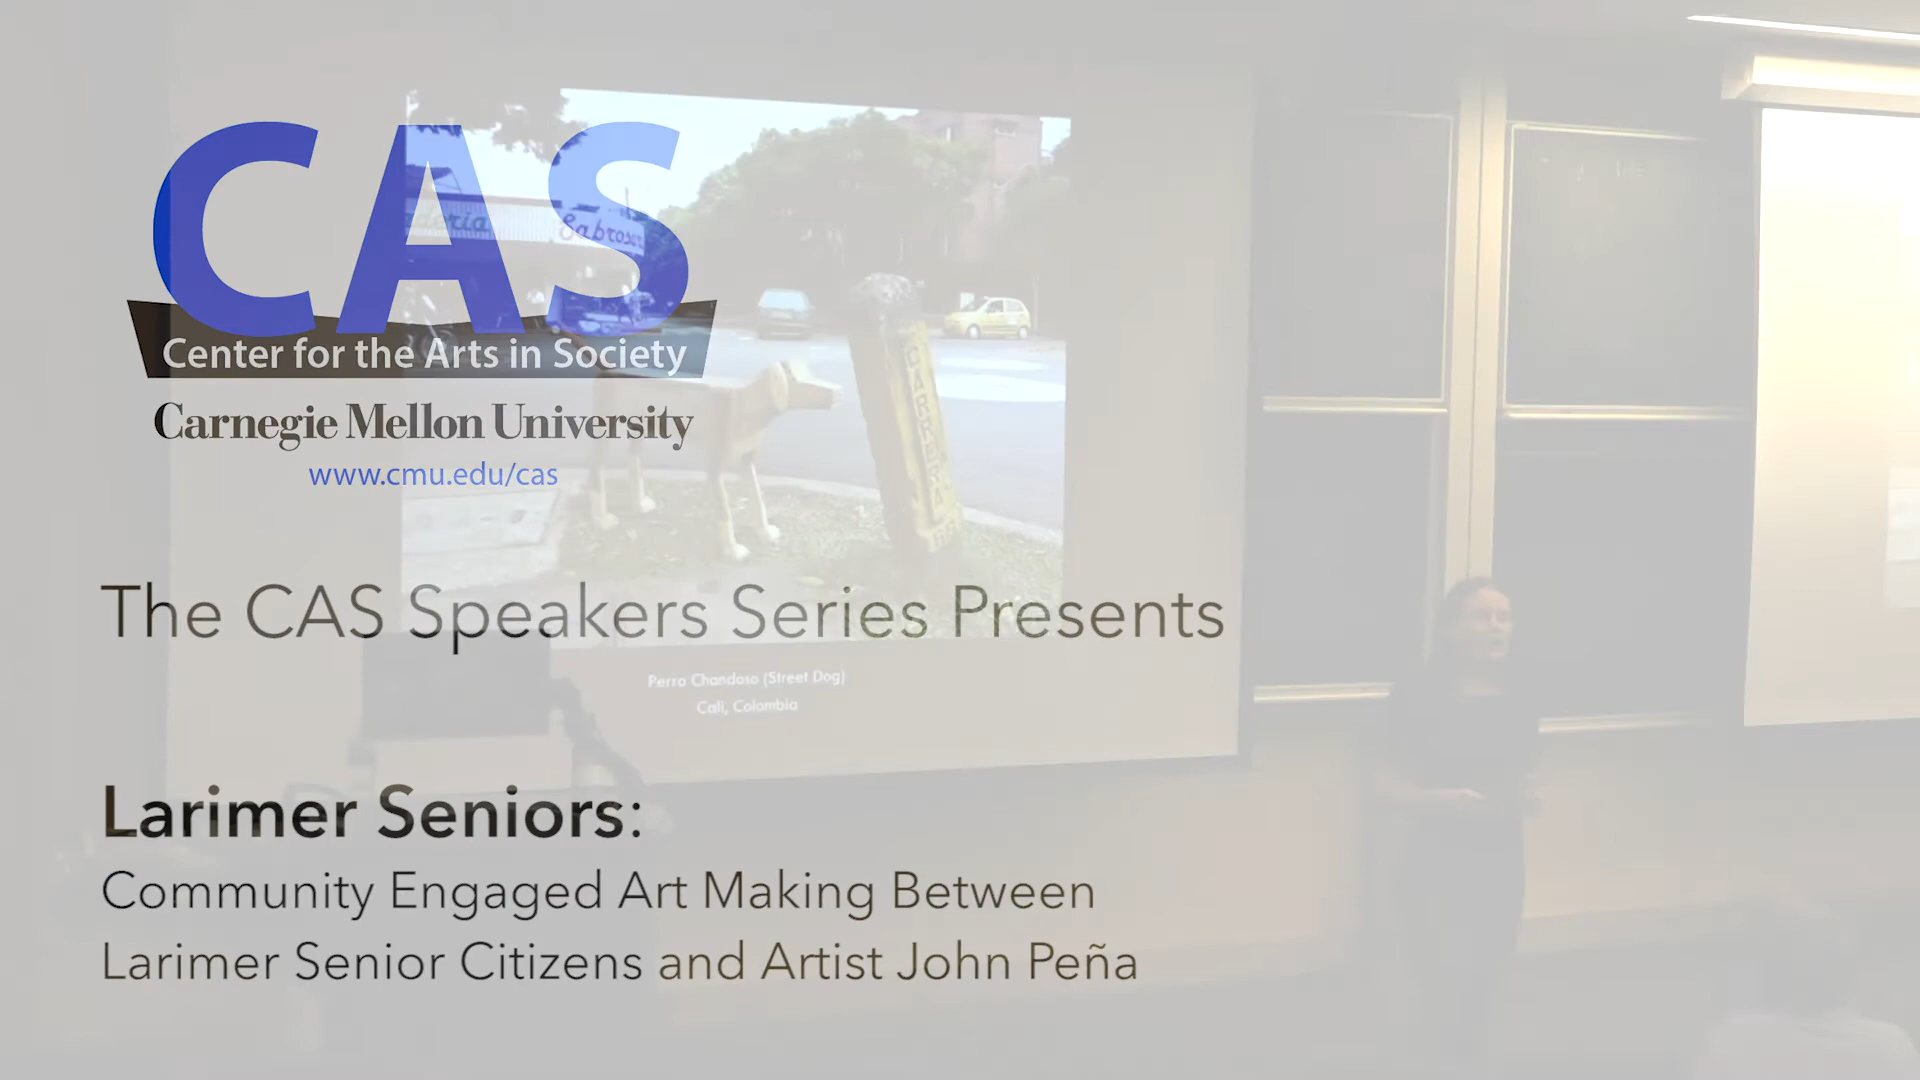 CAS
Center for the Arts in Society
Carnegie Mellon University
www.cmu.edu/cas
Sabrosa
CARRERA
The CAS Speakers Series Presents
Perro Chandoso (Street Dog)
Cali, Colombia
Larimer Seniors:
Community Engaged Art Making Between
Larimer Senior Citizens and Artist John Peña